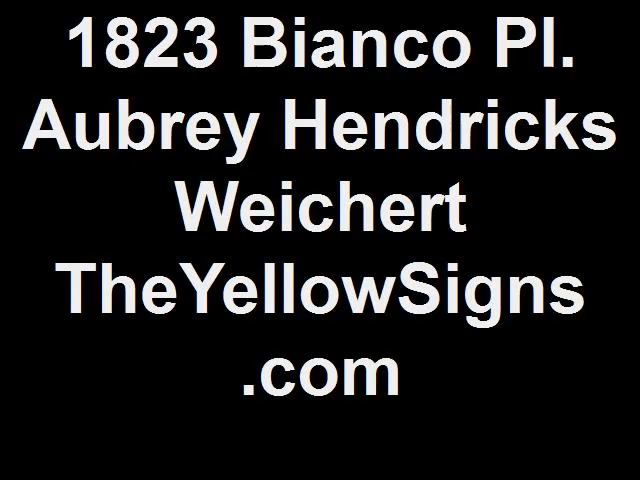 1823 Bianco Pl.
Aubrey Hendricks
Weichert
TheYellowSigns
.com